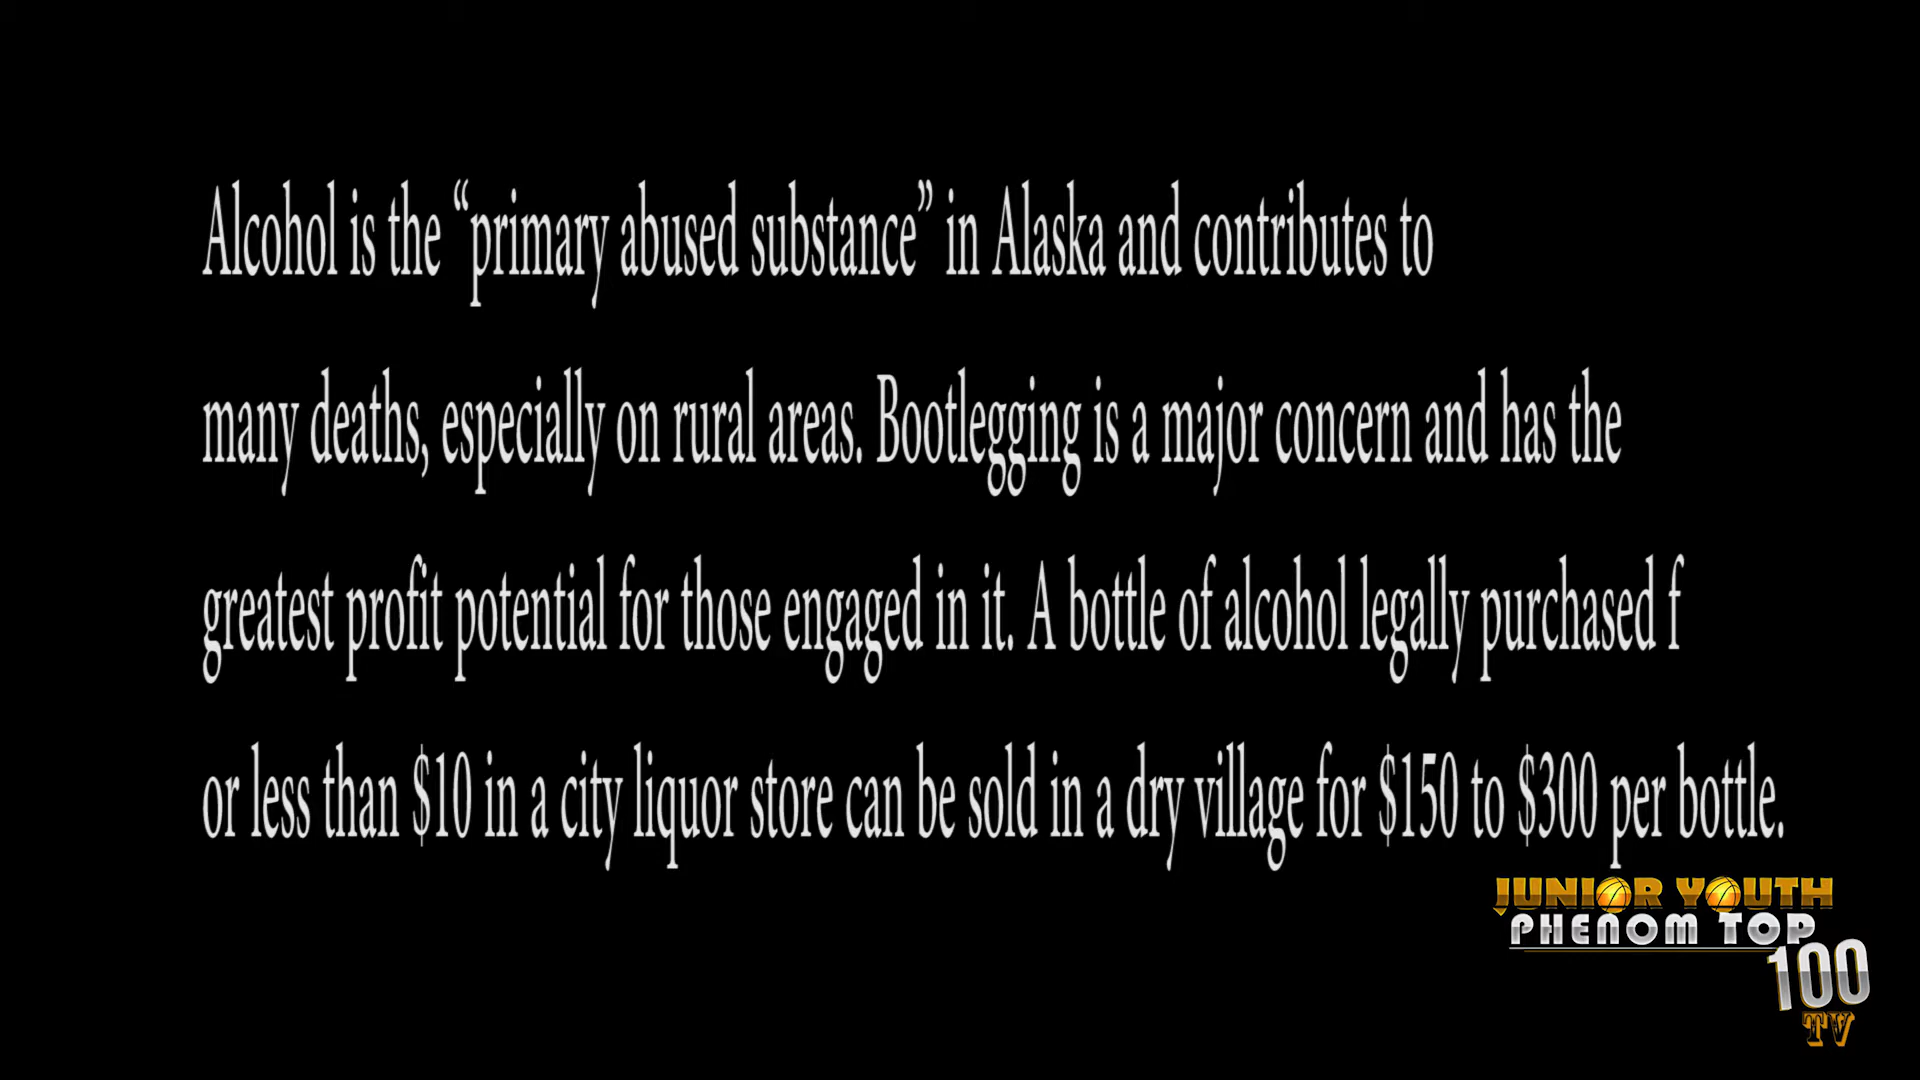 Alcohol is the “primary abused substance” in Alaska and contributes to
many deaths, especially on rural areas. Bootlegging is a major concern and has the
greatest profit potential for those engaged in it. A bottle of alcohol legally purchased f
or less than $10 in a city liquor store can be sold in a dry village for $150 to $300 per bottle.
JUNIOR YOUTH
PHENOM TOP
100
TV